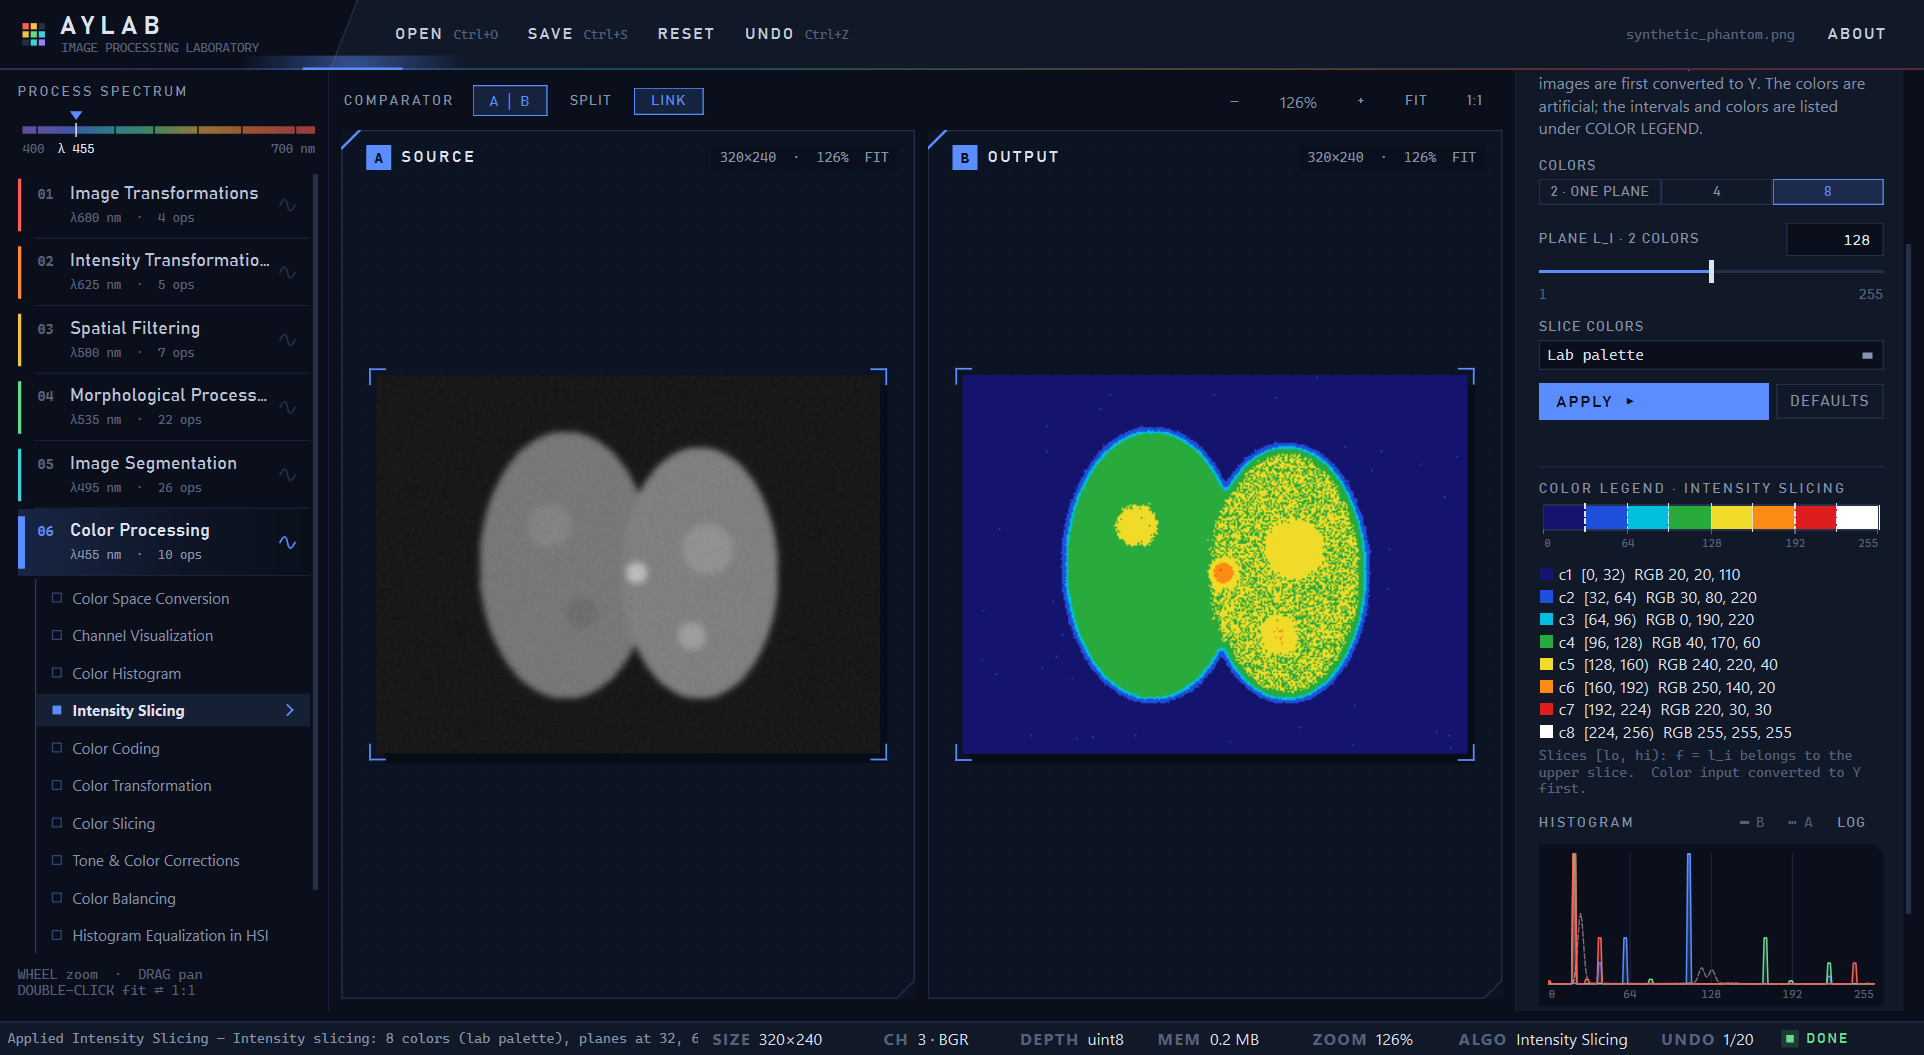 AYLAB
IMAGE PROCESSING LABORATORY
OPEN Ctrl+O SAVE Ctrl+S RESET UNDO Ctrl+Z
synthetic_phantom.png ABOUT
PROCESS SPECTRUM
400 λ 455 700 nm
01 Image Transformations
λ680 nm · 4 ops
02 Intensity Transformatio...
λ625 nm · 5 ops
03 Spatial Filtering
λ580 nm · 7 ops
04 Morphological Process...
λ535 nm · 22 ops
05 Image Segmentation
λ495 nm · 26 ops
06 Color Processing
λ455 nm · 10 ops
Color Space Conversion
Channel Visualization
Color Histogram
Intensity Slicing
Color Coding
Color Transformation
Color Slicing
Tone & Color Corrections
Color Balancing
Histogram Equalization in HSI
WHEEL zoom · DRAG pan
DOUBLE-CLICK fit ⇄ 1:1
COMPARATOR A | B SPLIT LINK
– 126% + FIT 1:1
A SOURCE 320×240 · 126% FIT
B OUTPUT 320×240 · 126% FIT
images are first converted to Y. The colors are
artificial; the intervals and colors are listed
under COLOR LEGEND.
COLORS
2 · ONE PLANE 4 8
PLANE L_I · 2 COLORS 128
1 255
SLICE COLORS
Lab palette
APPLY ▸ DEFAULTS
COLOR LEGEND · INTENSITY SLICING
0 64 128 192 255
c1 [0, 32) RGB 20, 20, 110
c2 [32, 64) RGB 30, 80, 220
c3 [64, 96) RGB 0, 190, 220
c4 [96, 128) RGB 40, 170, 60
c5 [128, 160) RGB 240, 220, 40
c6 [160, 192) RGB 250, 140, 20
c7 [192, 224) RGB 220, 30, 30
c8 [224, 256) RGB 255, 255, 255
Slices [lo, hi): f = l_i belongs to the
upper slice. Color input converted to Y
first.
HISTOGRAM B A LOG
0 64 128 192 255
Applied Intensity Slicing — Intensity slicing: 8 colors (lab palette), planes at 32, 6
SIZE 320×240 CH 3 · BGR DEPTH uint8 MEM 0.2 MB ZOOM 126% ALGO Intensity Slicing UNDO 1/20 DONE